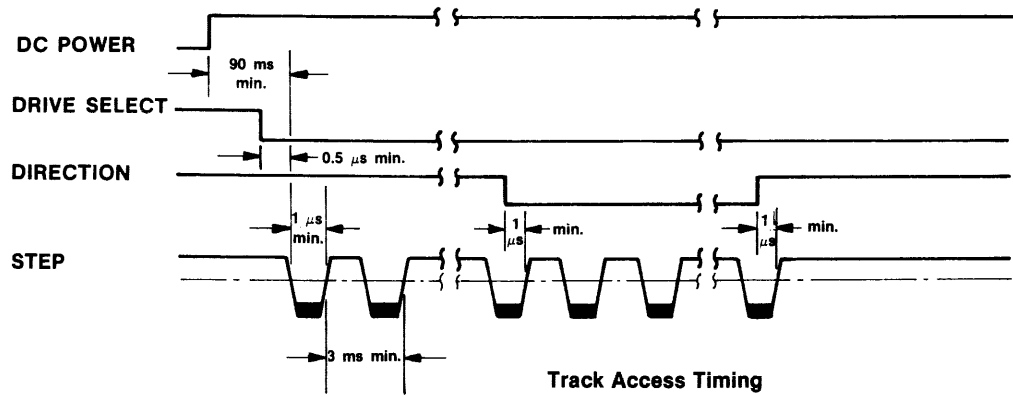 DC POWER
90 ms
min.
DRIVE SELECT
0.5 μs min.
DIRECTION
1 μs
min.
1
μs
min.
1
μs
min.
STEP
3 ms min.
Track Access Timing